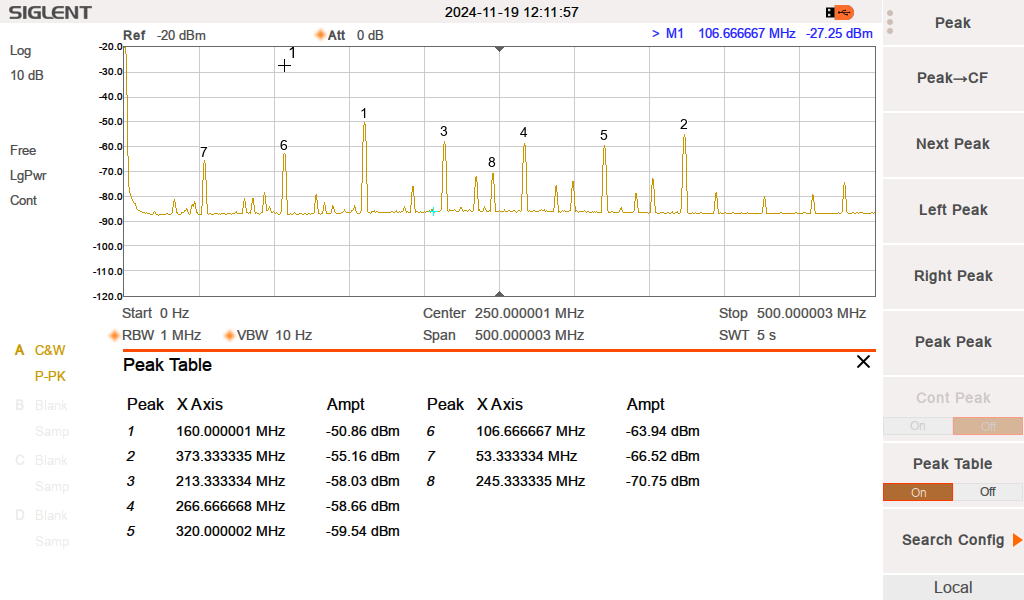 SIGLENT 2024-11-19 12:11:57
Ref -20 dBm Att 0 dB > M1 106.666667 MHz -27.25 dBm
Log
10 dB
Free
LgPwr
Cont
-20.0
-30.0
-40.0
-50.0
-60.0
-70.0
-80.0
-90.0
-100.0
-110.0
-120.0
1
7 6 1 3 8 4 5 2
Start 0 Hz Center 250.000001 MHz Stop 500.000003 MHz
RBW 1 MHz VBW 10 Hz Span 500.000003 MHz SWT 5 s
A C&W
P-PK
B Blank
Samp
C Blank
Samp
D Blank
Samp
Peak Table
Peak X Axis Ampt Peak X Axis Ampt
1 160.000001 MHz -50.86 dBm 6 106.666667 MHz -63.94 dBm
2 373.333335 MHz -55.16 dBm 7 53.333334 MHz -66.52 dBm
3 213.333334 MHz -58.03 dBm 8 245.333335 MHz -70.75 dBm
4 266.666668 MHz -58.66 dBm
5 320.000002 MHz -59.54 dBm
Peak
Peak→CF
Next Peak
Left Peak
Right Peak
Peak Peak
Cont Peak
On Off
Peak Table
On Off
Search Config
Local